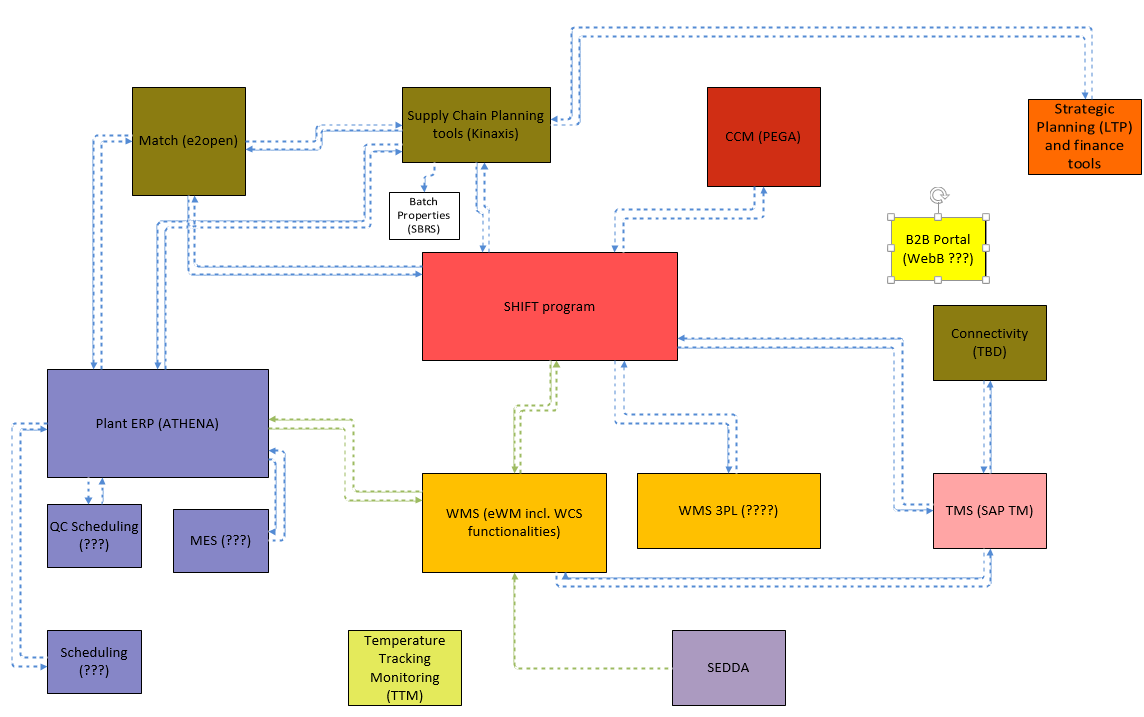 Match (e2open)
Supply Chain Planning
tools (Kinaxis)
CCM (PEGA)
Strategic
Planning (LTP)
and finance
tools
Batch
Properties
(SBRS)
B2B Portal
(WebB ???)
SHIFT program
Connectivity
(TBD)
Plant ERP (ATHENA)
QC Scheduling
(???)
MES (???)
WMS (eWM incl. WCS
functionalities)
WMS 3PL (????)
TMS (SAP TM)
Scheduling
(???)
Temperature
Tracking
Monitoring
(TTM)
SEDDA